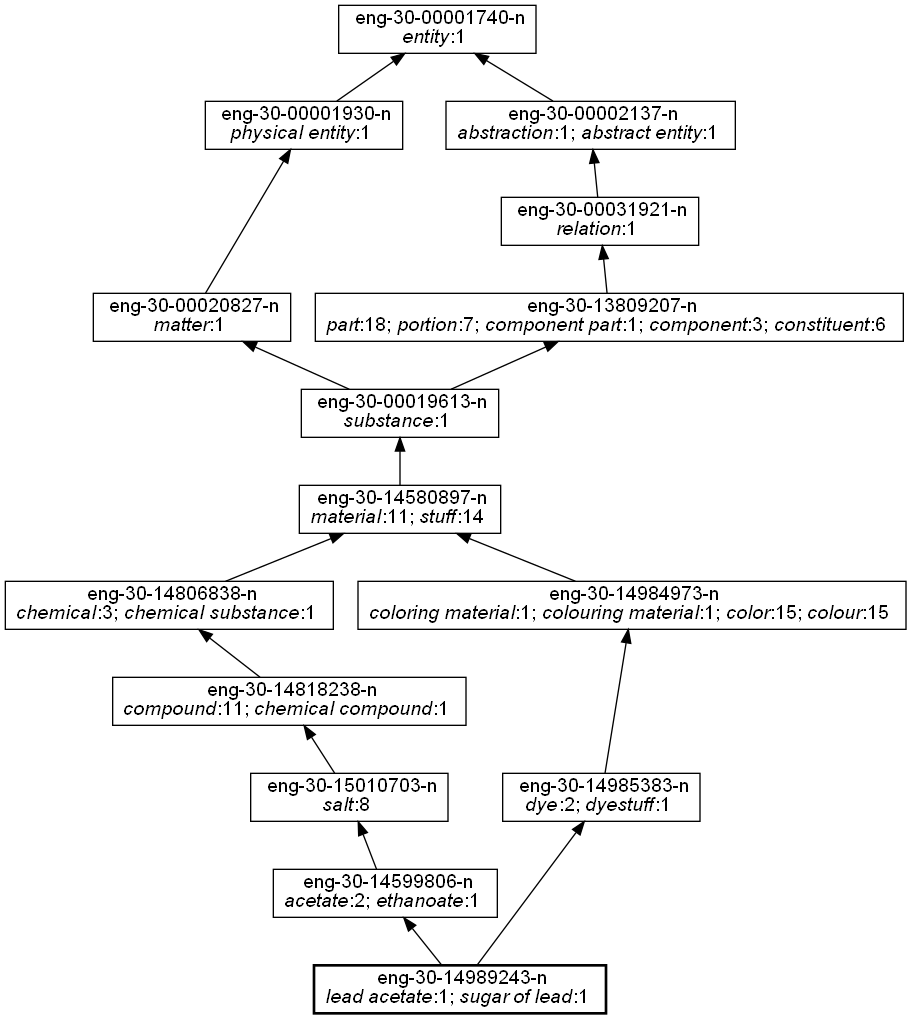 eng-30-00001740-n
entity:1
eng-30-00001930-n
physical entity:1
eng-30-00002137-n
abstraction:1; abstract entity:1
eng-30-00031921-n
relation:1
eng-30-00020827-n
matter:1
eng-30-13809207-n
part:18; portion:7; component part:1; component:3; constituent:6
eng-30-00019613-n
substance:1
eng-30-14580897-n
material:11; stuff:14
eng-30-14806838-n
chemical:3; chemical substance:1
eng-30-14984973-n
coloring material:1; colouring material:1; color:15; colour:15
eng-30-14818238-n
compound:11; chemical compound:1
eng-30-15010703-n
salt:8
eng-30-14985383-n
dye:2; dyestuff:1
eng-30-14599806-n
acetate:2; ethanoate:1
eng-30-14989243-n
lead acetate:1; sugar of lead:1